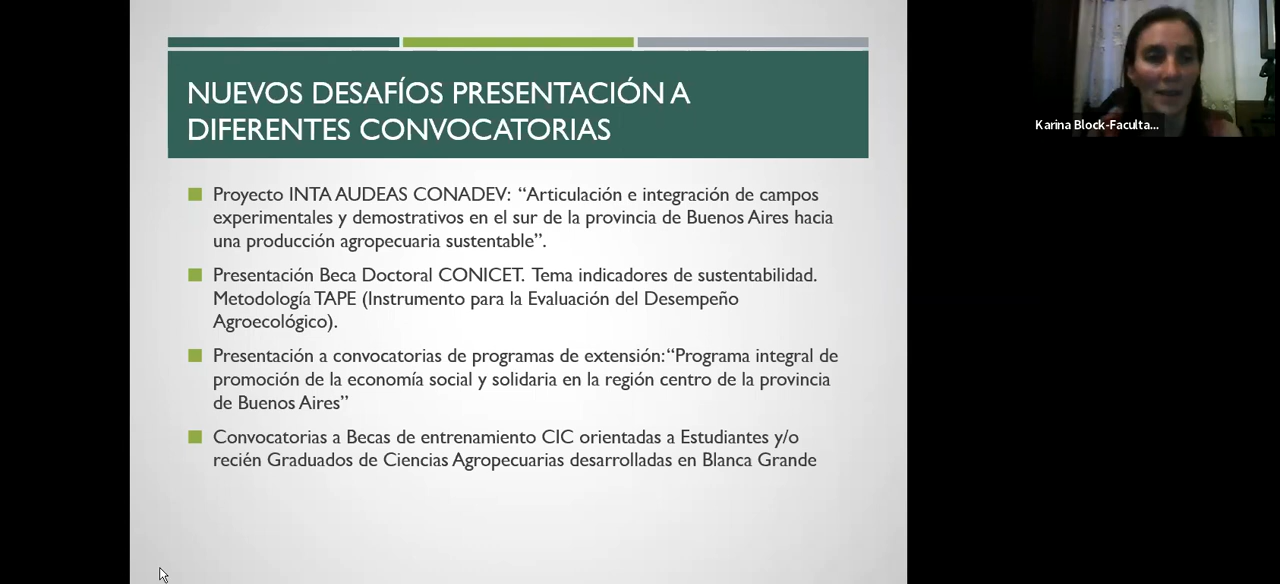 NUEVOS DESAFÍOS PRESENTACIÓN A
DIFERENTES CONVOCATORIAS
Proyecto INTA AUDEAS CONADEV: “Articulación e integración de campos
experimentales y demostrativos en el sur de la provincia de Buenos Aires hacia
una producción agropecuaria sustentable”.
Presentación Beca Doctoral CONICET. Tema indicadores de sustentabilidad.
Metodología TAPE (Instrumento para la Evaluación del Desempeño
Agroecológico).
Presentación a convocatorias de programas de extensión: “Programa integral de
promoción de la economía social y solidaria en la región centro de la provincia
de Buenos Aires”
Convocatorias a Becas de entrenamiento CIC orientadas a Estudiantes y/o
recién Graduados de Ciencias Agropecuarias desarrolladas en Blanca Grande
Karina Block-Faculta...